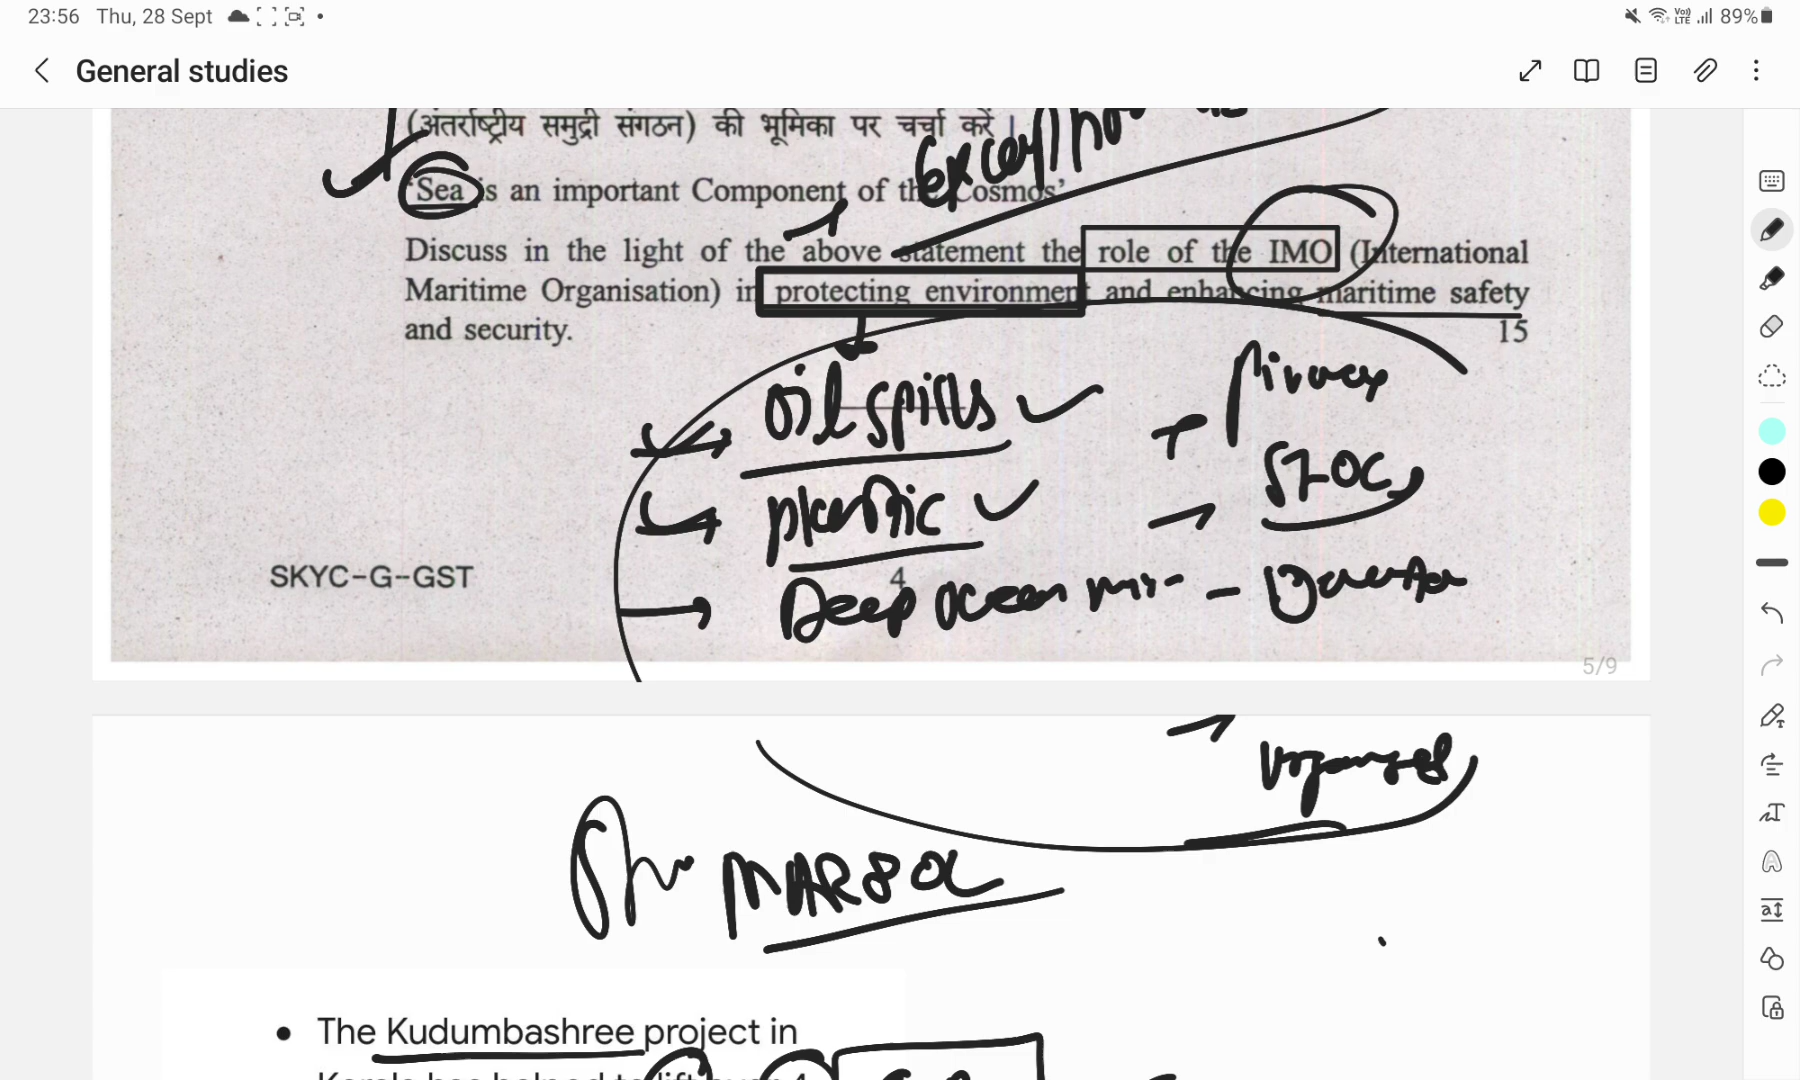 23:56 Thu, 28 Sept
LTE 89%
General studies
(अंतर्राष्ट्रीय समुद्री संगठन) की भूमिका पर चर्चा करें।
'Sea is an important Component of the Cosmos'
Discuss in the light of the above statement the role of the IMO (International
Maritime Organisation) in protecting environment and enhancing maritime safety
and security.
15
oil spills
Piracy
plastic
SLOC
SKYC-G-GST
4
Deep ocean
5/9
organised
The Kudumbashree project in